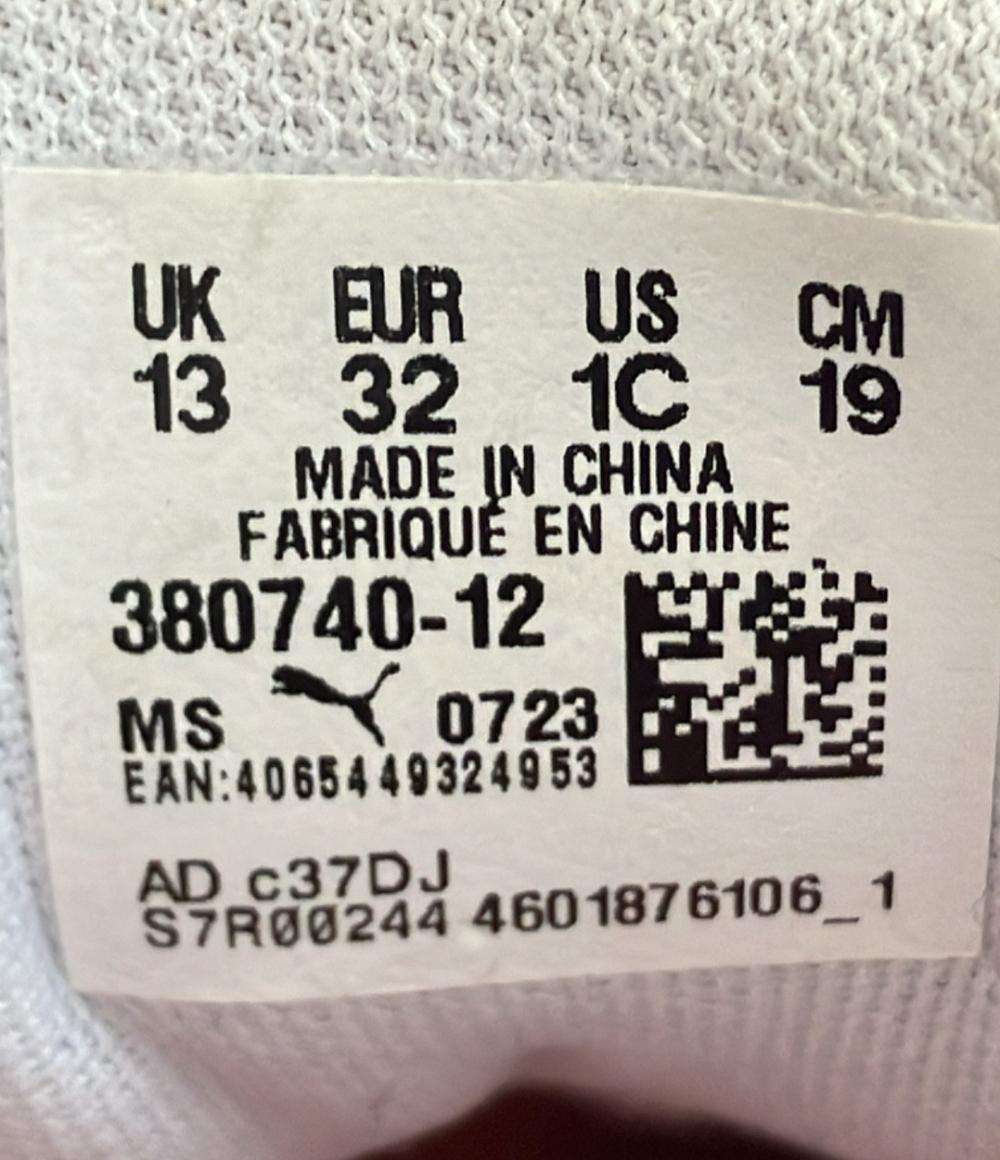 UK EUR US CM
13 32 1C 19
MADE IN CHINA
FABRIQUÉ EN CHINE
380740-12
MS 0723
EAN:4065449324953
AD c37DJ
S7R00244 4601876106_1